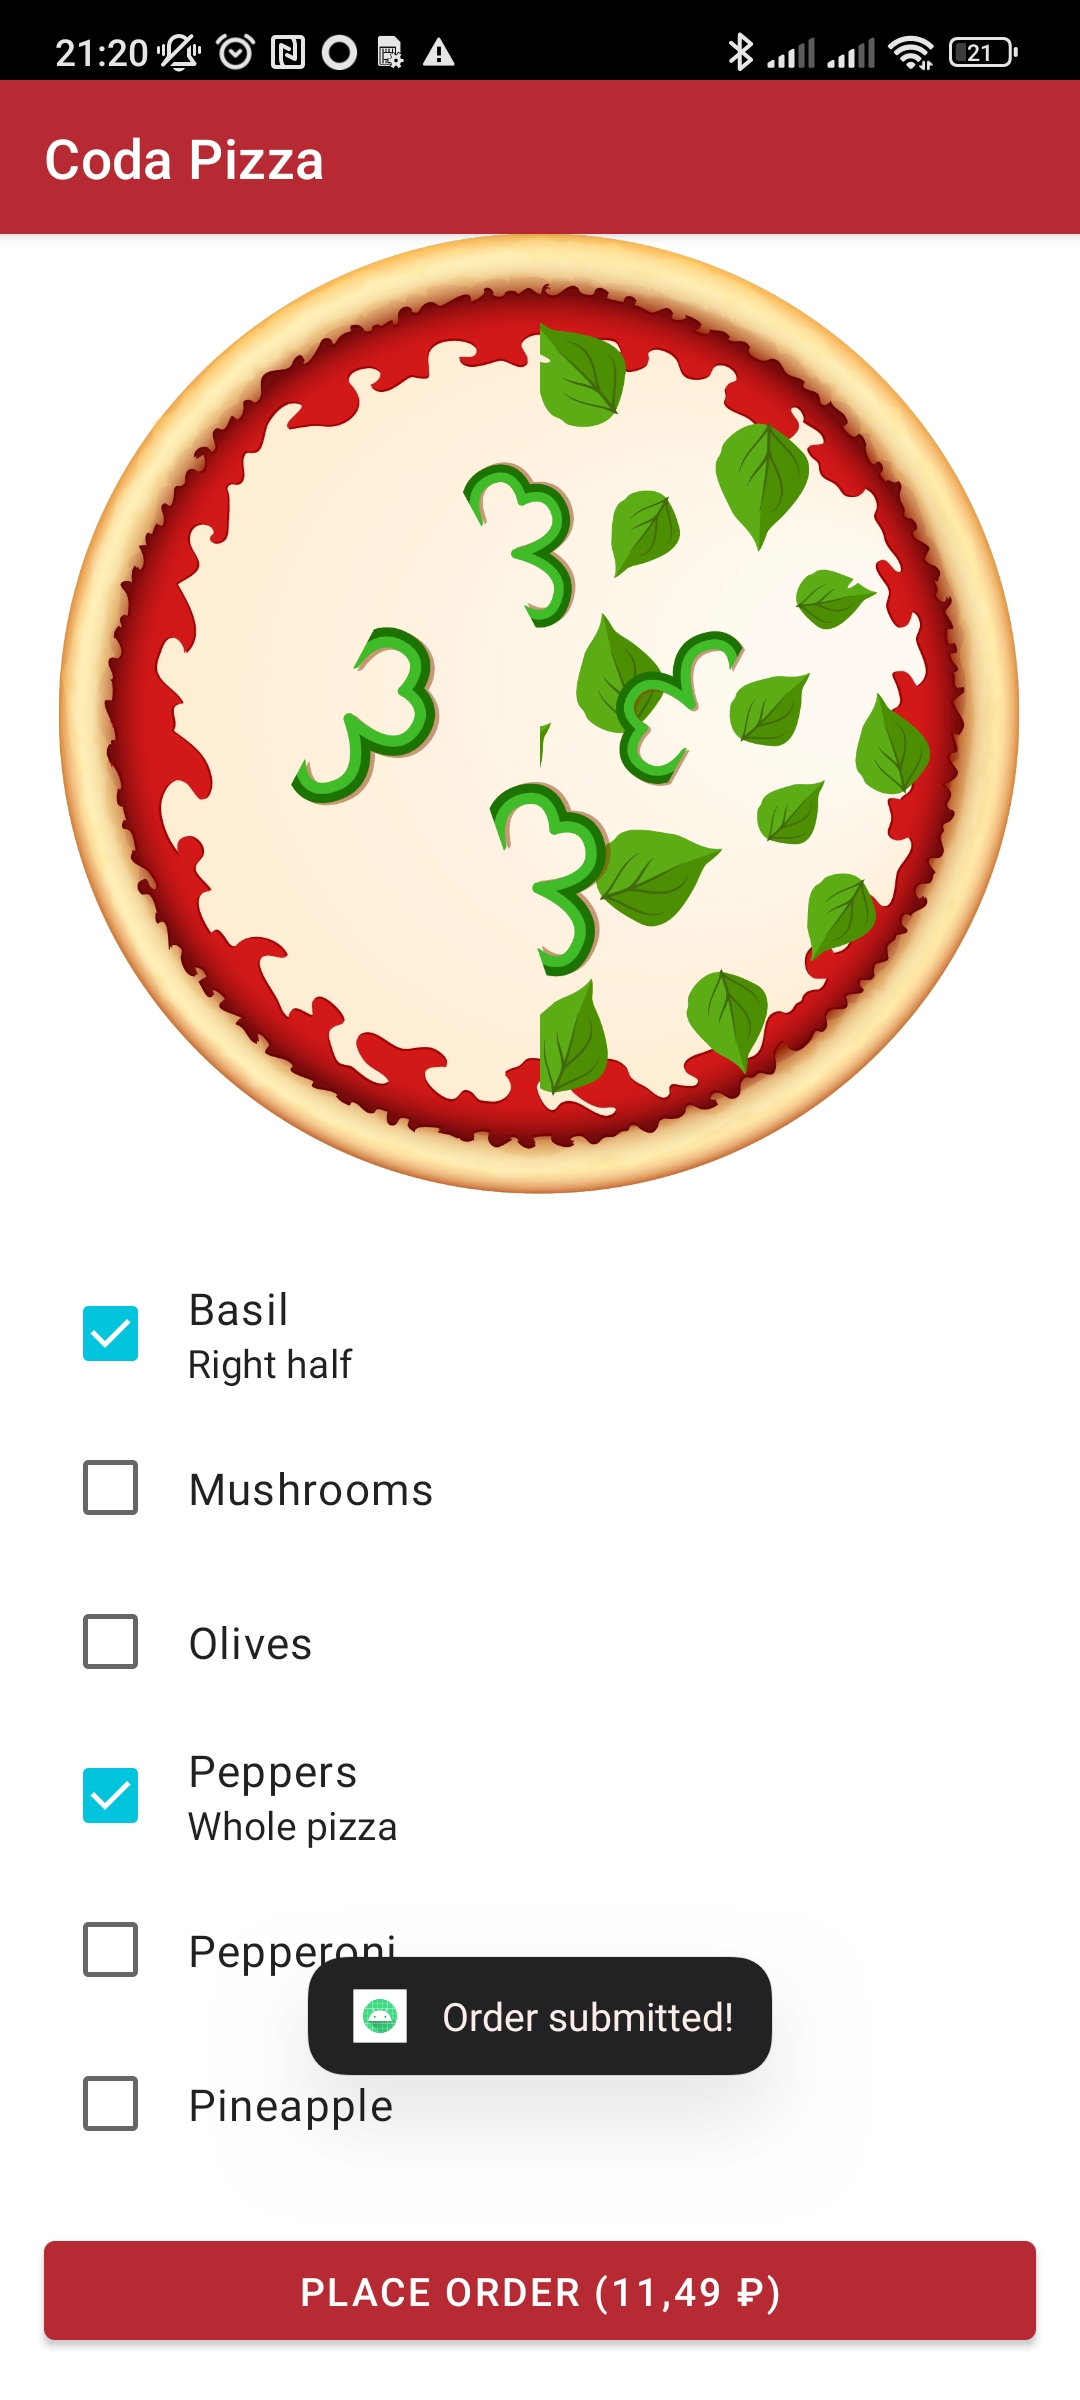 21:20
21
Coda Pizza
Basil
Right half
Mushrooms
Olives
Peppers
Whole pizza
Pepperoni
Order submitted!
Pineapple
PLACE ORDER (11,49 ₽)